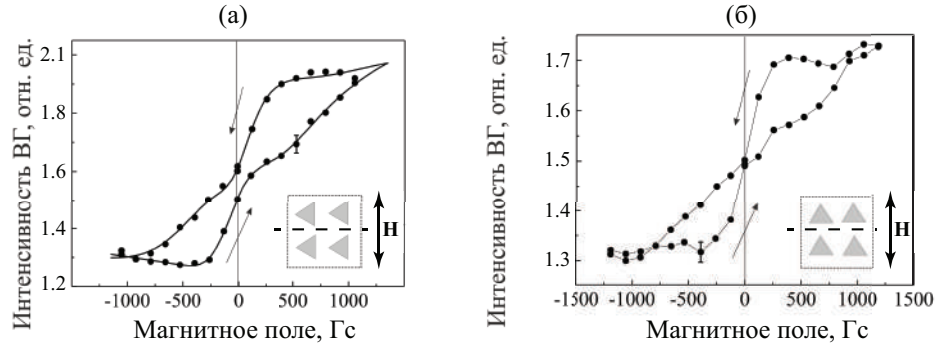 (а)
Интенсивность ВГ, отн. ед.
2.1
1.8
1.6
1.4
1.2
-1000 -500 0 500 1000
Магнитное поле, Гс
H
(б)
Интенсивность ВГ, отн. ед.
1.7
1.6
1.5
1.4
1.3
-1500 -1000 -500 0 500 1000 1500
Магнитное поле, Гс
H